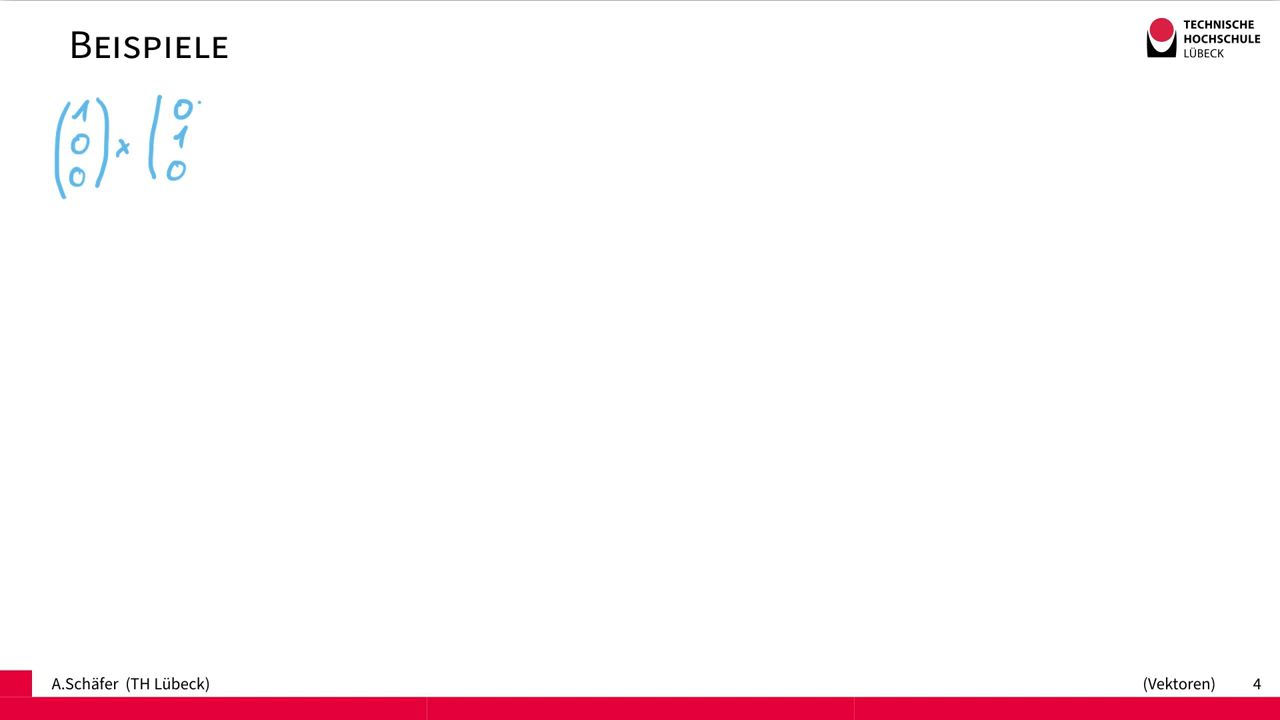 BEISPIELE
TECHNISCHE
HOCHSCHULE
LÜBECK
(1 0 0) × (0 1 0
A.Schäfer (TH Lübeck)
(Vektoren) 4